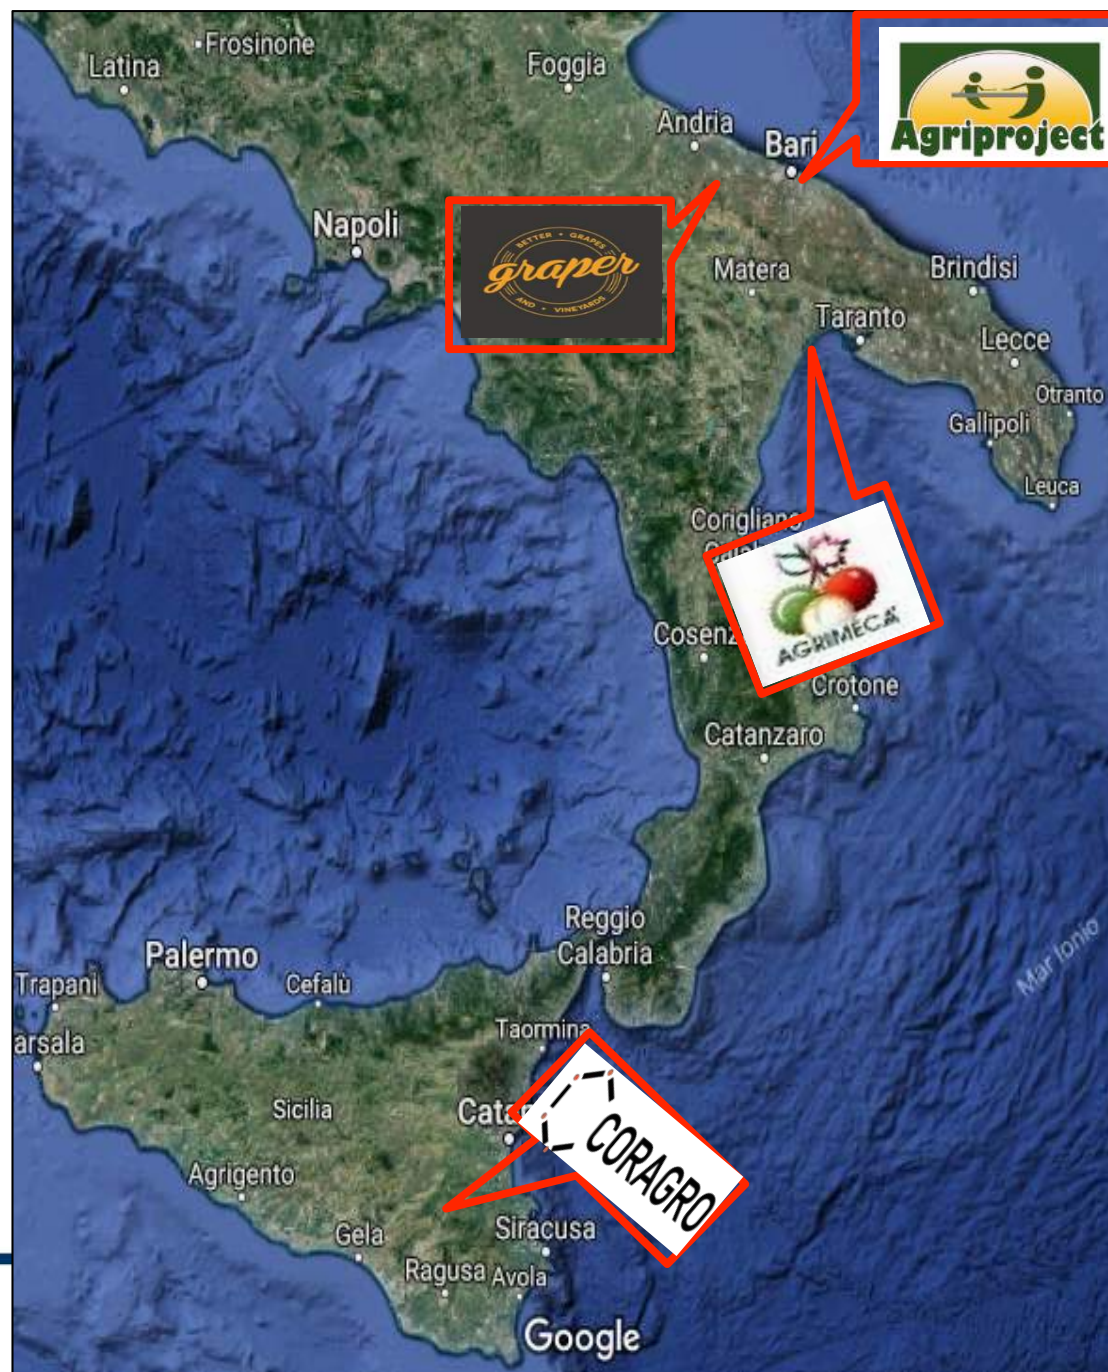 Frosinone
Latina
Foggia
Agriproject
Andria
Bari
Napoli
BETTER • GRAPES
graper
AND • VINEYARDS
Matera
Brindisi
Taranto
Lecce
Otranto
Gallipoli
Leuca
Corigliano
AGRIMECA
Cosenz
Crotone
Catanzaro
Reggio
Calabria
Mar Ionio
Palermo
Trapani
Cefalù
Taormina
arsala
Sicilia
Cata
CORAGRO
Agrigento
Siracusa
Gela
Ragusa
Avola
Google